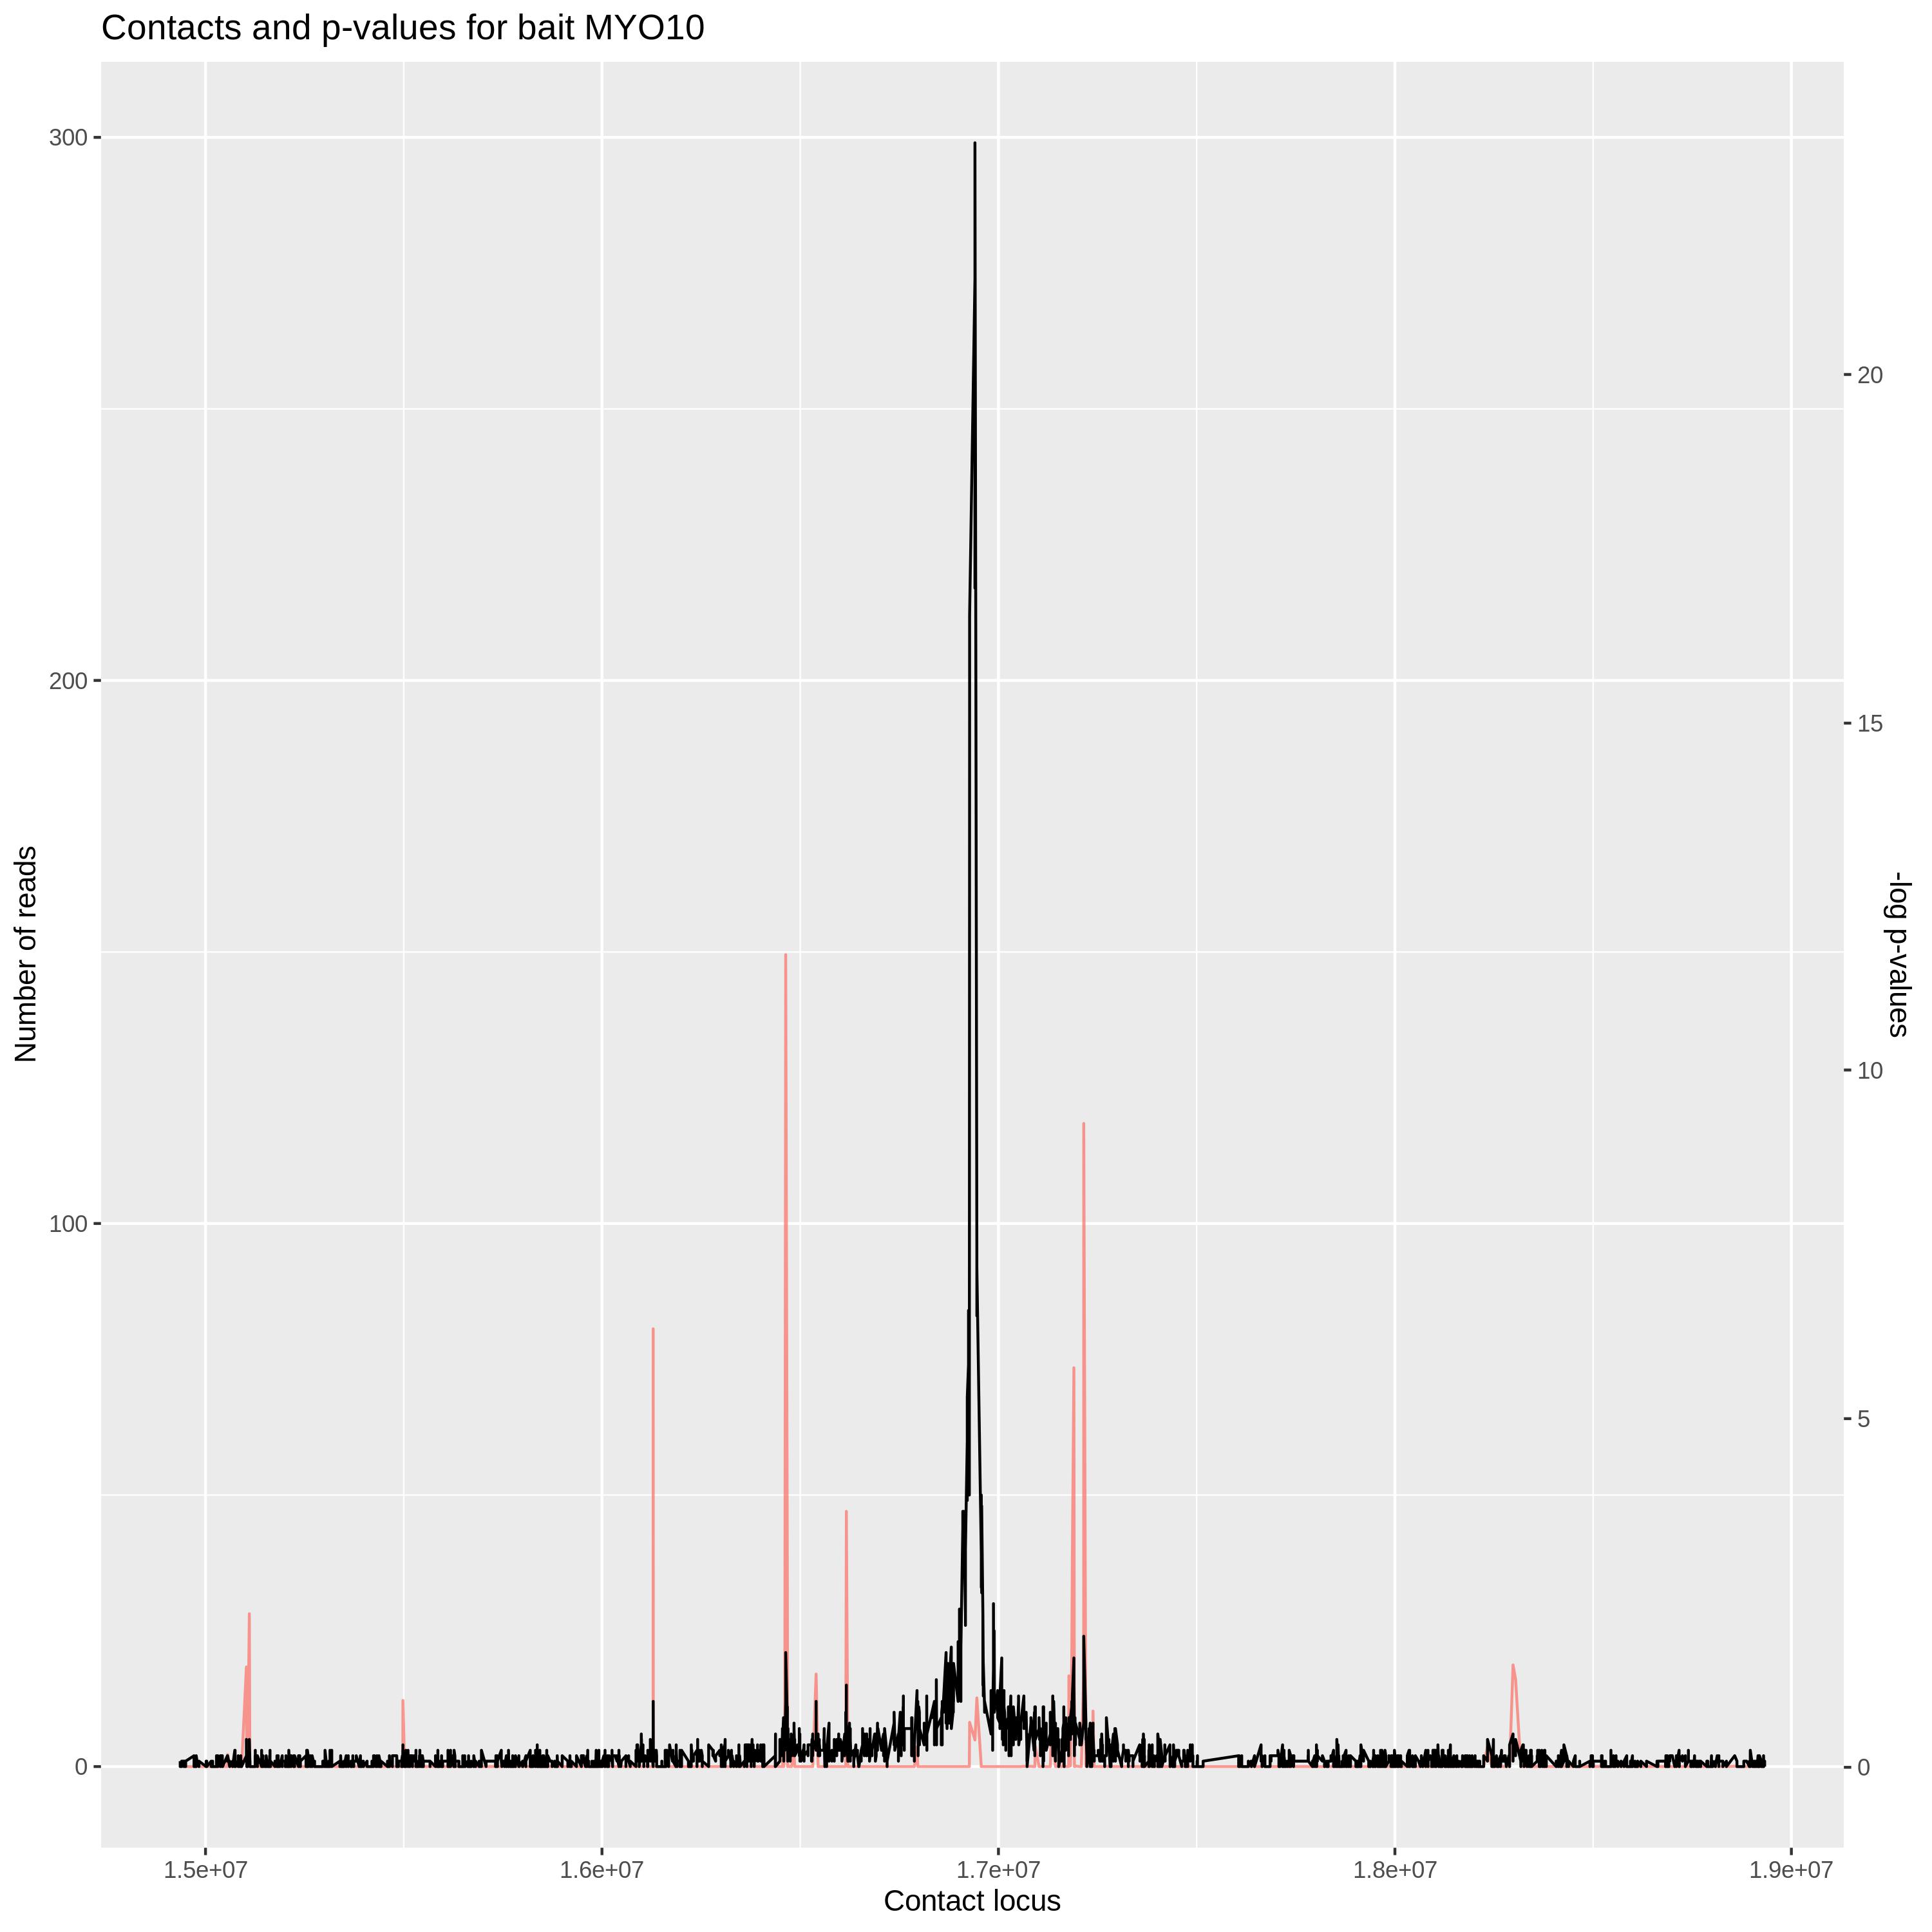 Contacts and p-values for bait MYO10
300
200
100
0
Number of reads
20
15
10
5
0
-log p-values
1.5e+07
1.6e+07
1.7e+07
1.8e+07
1.9e+07
Contact locus